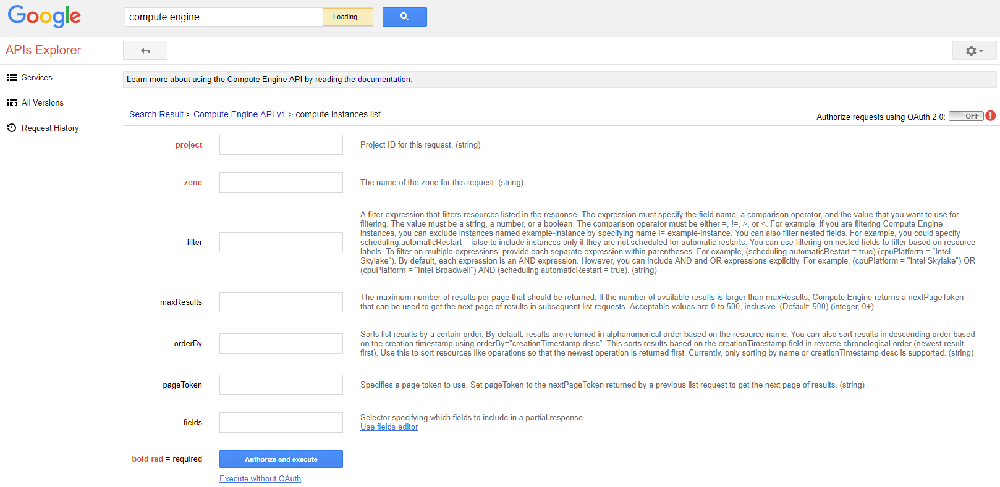 Google
compute engine
Loading...
APIs Explorer
Services
All Versions
Request History
Learn more about using the Compute Engine API by reading the documentation.
Search Result > Compute Engine API v1 > compute.instances.list
Authorize requests using OAuth 2.0: OFF
project
Project ID for this request. (string)
zone
The name of the zone for this request. (string)
filter
A filter expression that filters resources listed in the response. The expression must specify the field name, a comparison operator, and the value that you want to use for
filtering. The value must be a string, a number, or a boolean. The comparison operator must be either =, !=, >, or <. For example, if you are filtering Compute Engine
instances, you can exclude instances named example-instance by specifying name != example-instance. You can also filter nested fields. For example, you could specify
scheduling.automaticRestart = false to include instances only if they are not scheduled for automatic restarts. You can use filtering on nested fields to filter based on resource
labels. To filter on multiple expressions, provide each separate expression within parentheses. For example, (scheduling.automaticRestart = true) (cpuPlatform = "Intel
Skylake"). By default, each expression is an AND expression. However, you can include AND and OR expressions explicitly. For example, (cpuPlatform = "Intel Skylake") OR
(cpuPlatform = "Intel Broadwell") AND (scheduling.automaticRestart = true). (string)
maxResults
The maximum number of results per page that should be returned. If the number of available results is larger than maxResults, Compute Engine returns a nextPageToken
that can be used to get the next page of results in subsequent list requests. Acceptable values are 0 to 500, inclusive. (Default: 500) (integer, 0+)
orderBy
Sorts list results by a certain order. By default, results are returned in alphanumerical order based on the resource name. You can also sort results in descending order based
on the creation timestamp using orderBy="creationTimestamp desc". This sorts results based on the creationTimestamp field in reverse chronological order (newest result
first). Use this to sort resources like operations so that the newest operation is returned first. Currently, only sorting by name or creationTimestamp desc is supported. (string)
pageToken
Specifies a page token to use. Set pageToken to the nextPageToken returned by a previous list request to get the next page of results. (string)
fields
Selector specifying which fields to include in a partial response.
Use fields editor
bold red = required
Authorize and execute
Execute without OAuth